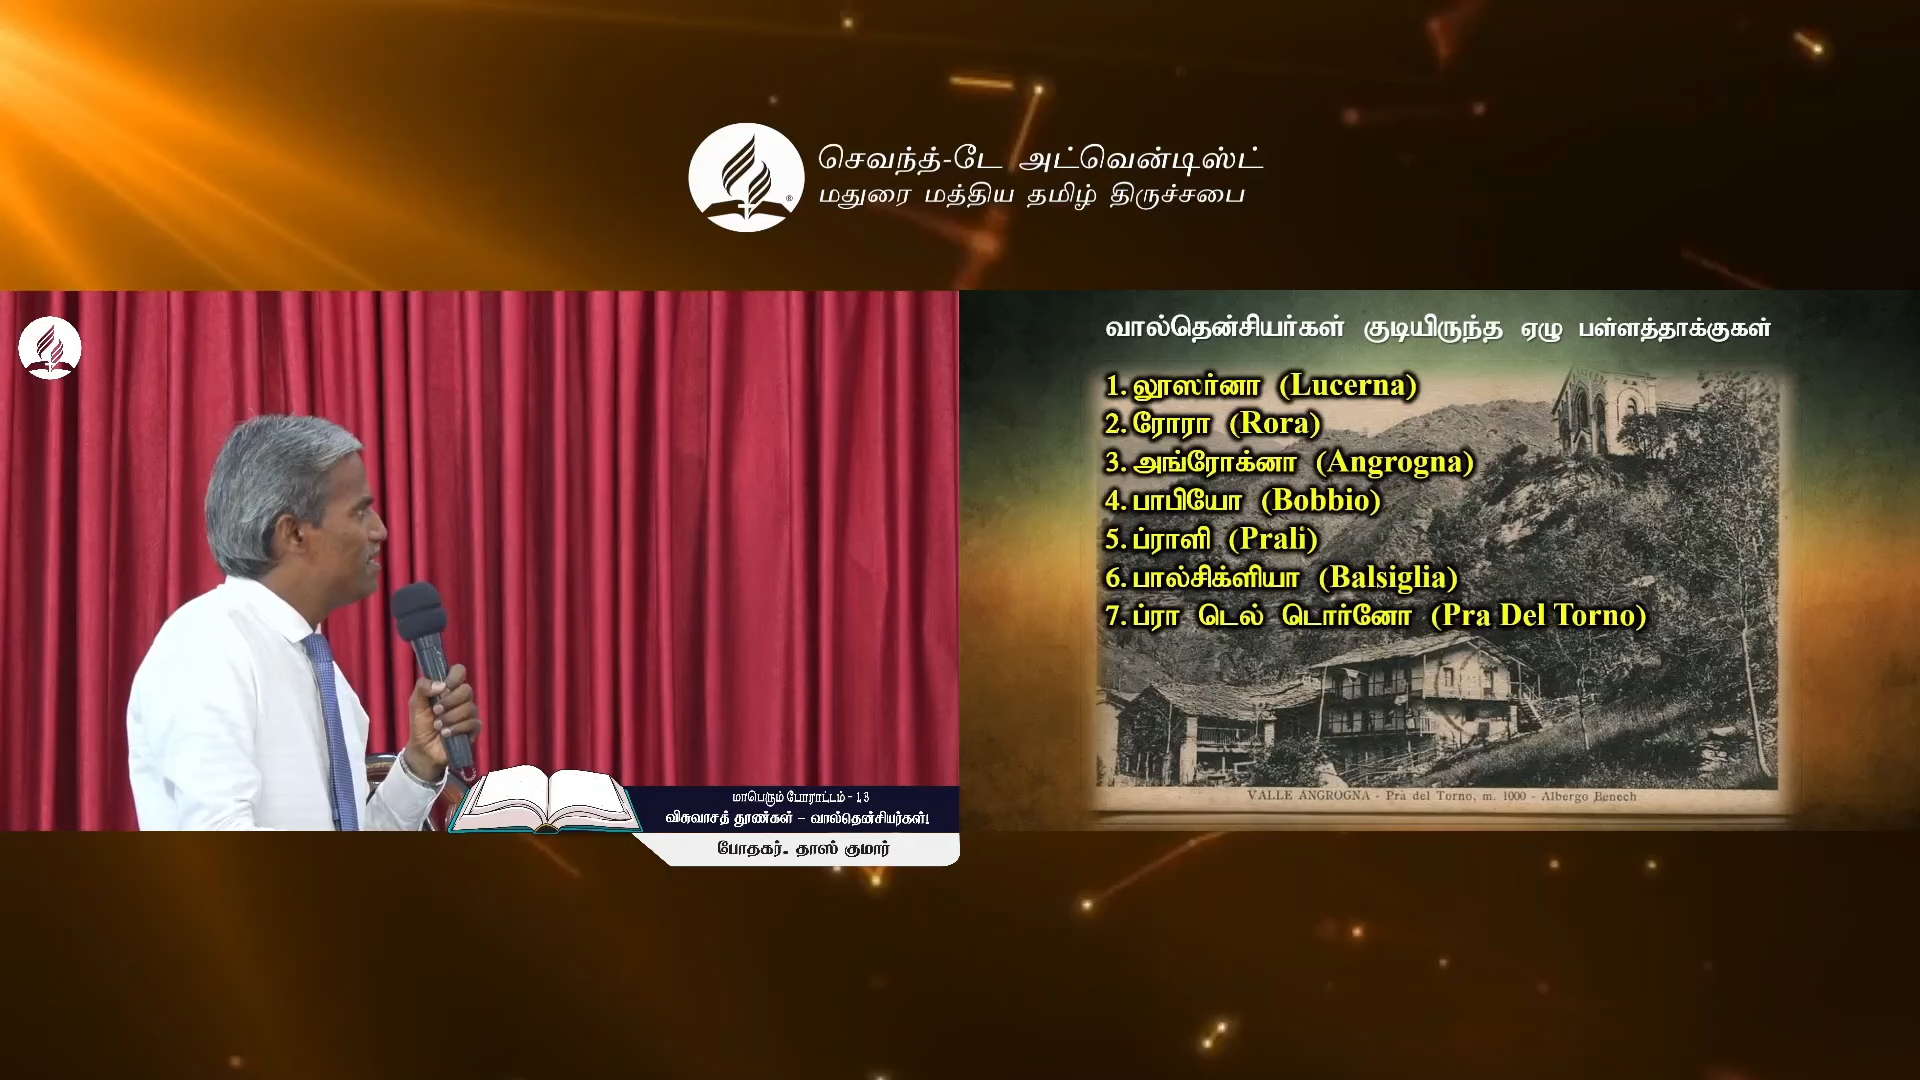 செவந்த்-டே அட்வென்டிஸ்ட்
மதுரை மத்திய தமிழ் திருச்சபை
®
வால்தென்சியர்கள் குடியிருந்த ஏழு பள்ளத்தாக்குகள்
1. லூஸர்னா (Lucerna)
2. ரோரா (Rora)
3. அங்ரோக்னா (Angrogna)
4. பாபியோ (Bobbio)
5. ப்ராளி (Prali)
6. பால்சிக்ளியா (Balsiglia)
7. ப்ரா டெல் டொர்னோ (Pra Del Torno)
VALLE ANGROGNA - Prà del Torno, m. 1000 - Albergo Benech
மாபெரும் போராட்டம் - 13
விசுவாசத் தூண்கள் – வால்தென்சியர்கள்!
போதகர். தாஸ் குமார்